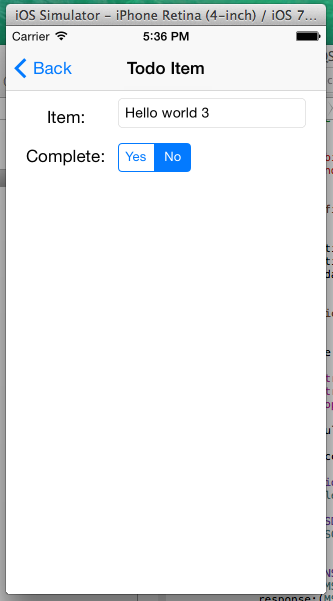 iOS Simulator – iPhone Retina (4-inch) / iOS 7...
Carrier 5:36 PM
Back Todo Item
Item: Hello world 3
Complete: Yes No
response:(